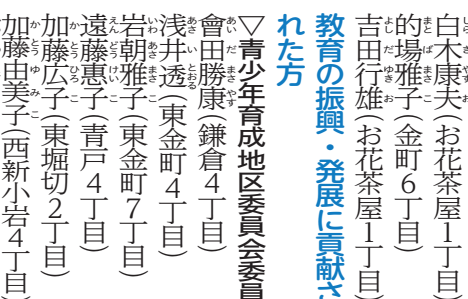 白木康夫(お花茶屋1丁目)
的場雅子(金町6丁目)
吉田行雄(お花茶屋1丁目)
教育の振興・発展に貢献さ
れた方
▽青少年育成地区委員会委員
會田勝康(鎌倉4丁目)
浅井透(東金町4丁目)
岩朝雅子(東金町7丁目)
遠藤惠子(青戸4丁目)
加藤広子(東堀切2丁目)
加藤由美子(西新小岩4丁目)